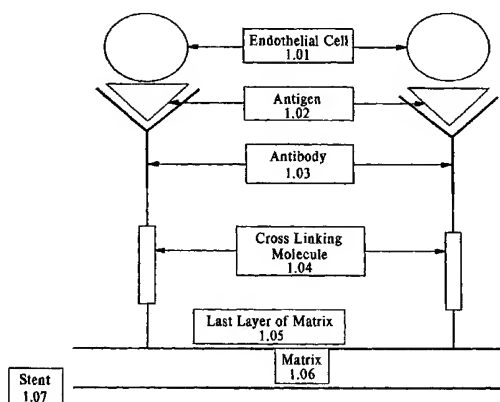 Endothelial Cell
1.01
Antigen
1.02
Antibody
1.03
Cross Linking
Molecule
1.04
Last Layer of Matrix
1.05
Matrix
1.06
Stent
1.07